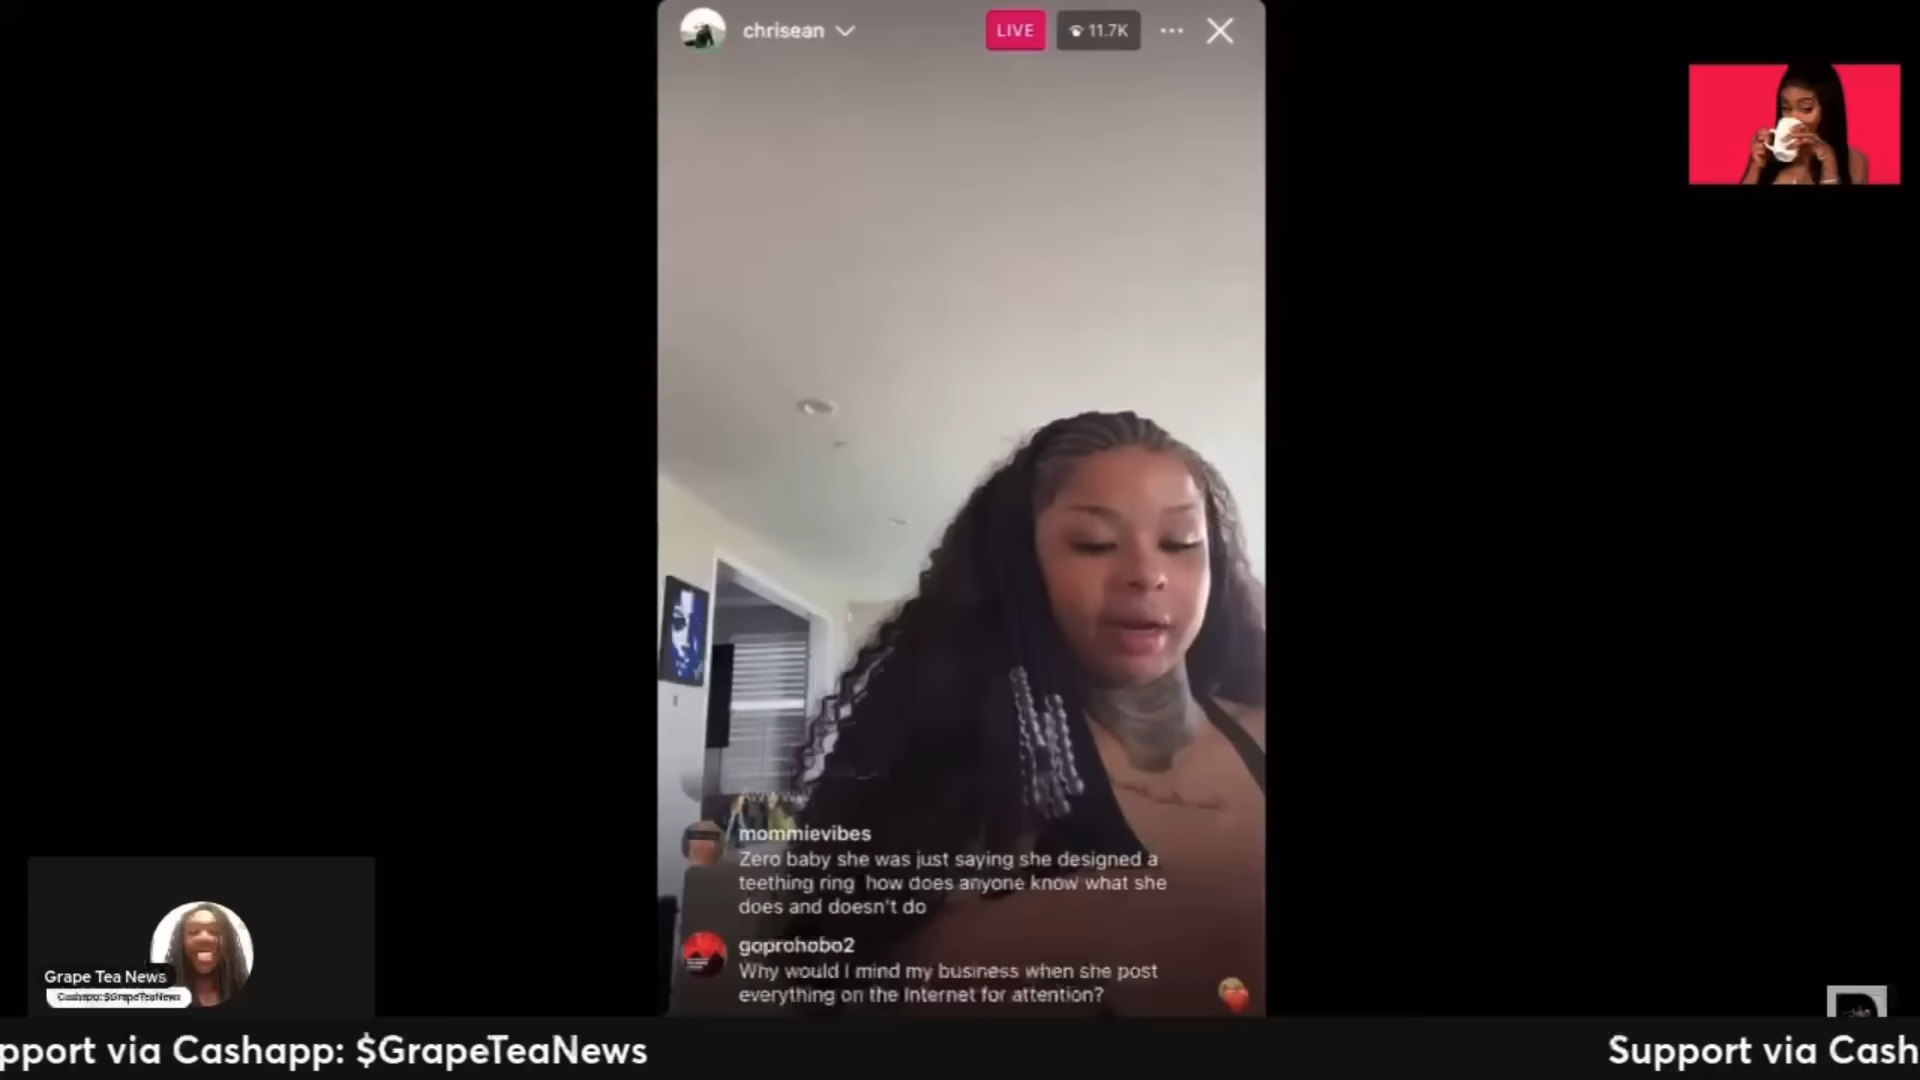 chrisean
LIVE
11.7K
mommievibes
Zero baby she was just saying she designed a
teething ring how does anyone know what she
does and doesn't do
goprohobo2
Why would I mind my business when she post
everything on the Internet for attention?
Grape Tea News
Cashapp: $GrapeTeaNews
pport via Cashapp: $GrapeTeaNews
Support via Cash